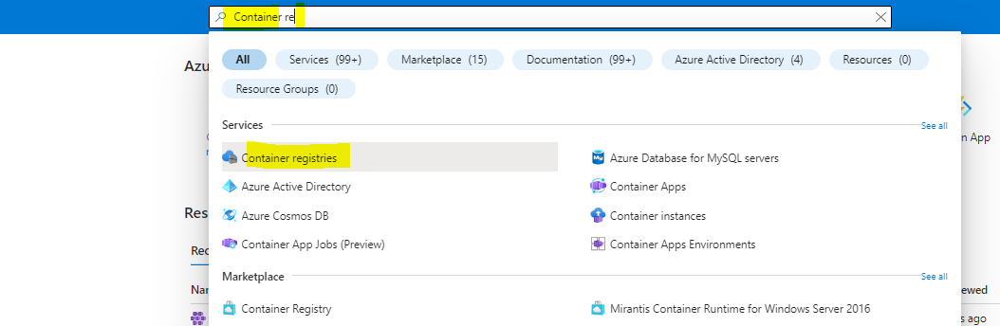 Container re
Azu
All Services (99+) Marketplace (15) Documentation (99+) Azure Active Directory (4) Resources (0)
Resource Groups (0)
Services See all
n App
Container registries Azure Database for MySQL servers
Azure Active Directory Container Apps
Res
Azure Cosmos DB Container instances
Rec
Container App Jobs (Preview) Container Apps Environments
Marketplace See all
Nar ewed
Container Registry Mirantis Container Runtime for Windows Server 2016
s ago